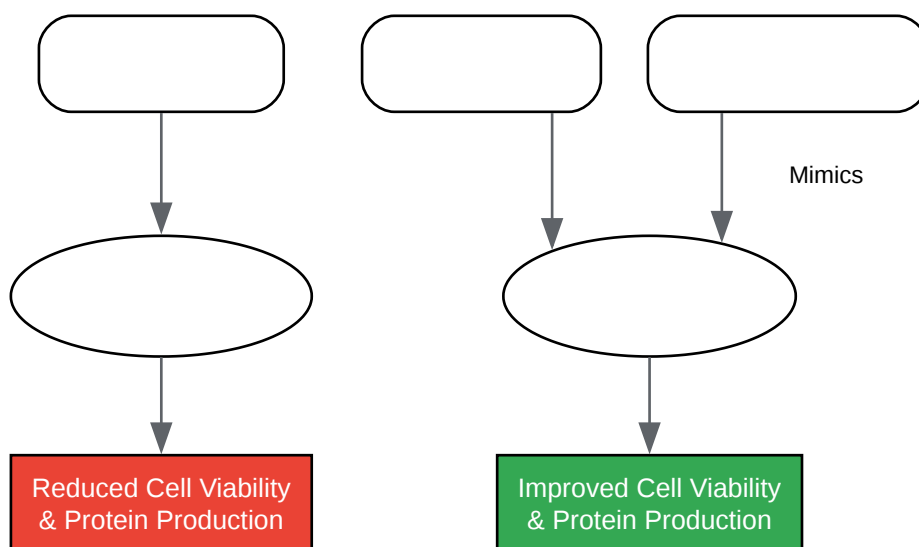 Mimics
Reduced Cell Viability
& Protein Production
Improved Cell Viability
& Protein Production